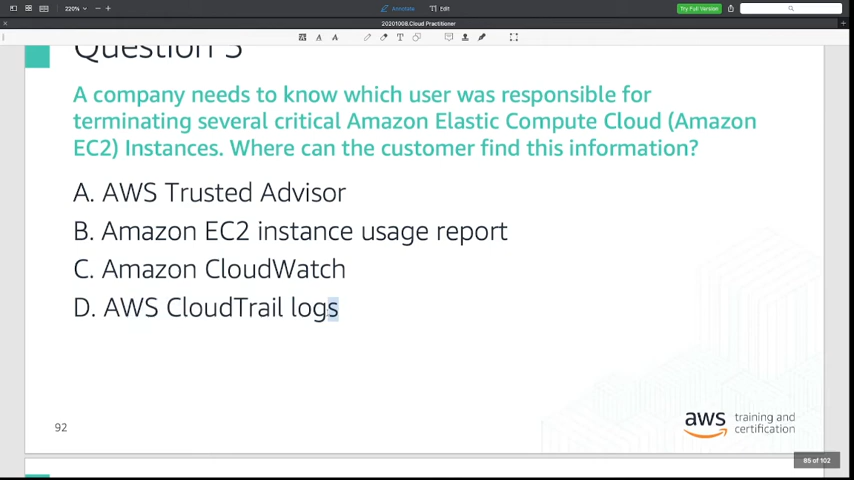 220%
Annotate
Edit
Try Full Version
20201008.Cloud Practitioner
Question 5
A company needs to know which user was responsible for
terminating several critical Amazon Elastic Compute Cloud (Amazon
EC2) Instances. Where can the customer find this information?
A. AWS Trusted Advisor
B. Amazon EC2 instance usage report
C. Amazon CloudWatch
D. AWS CloudTrail logs
92
aws training and
certification
85 of 102